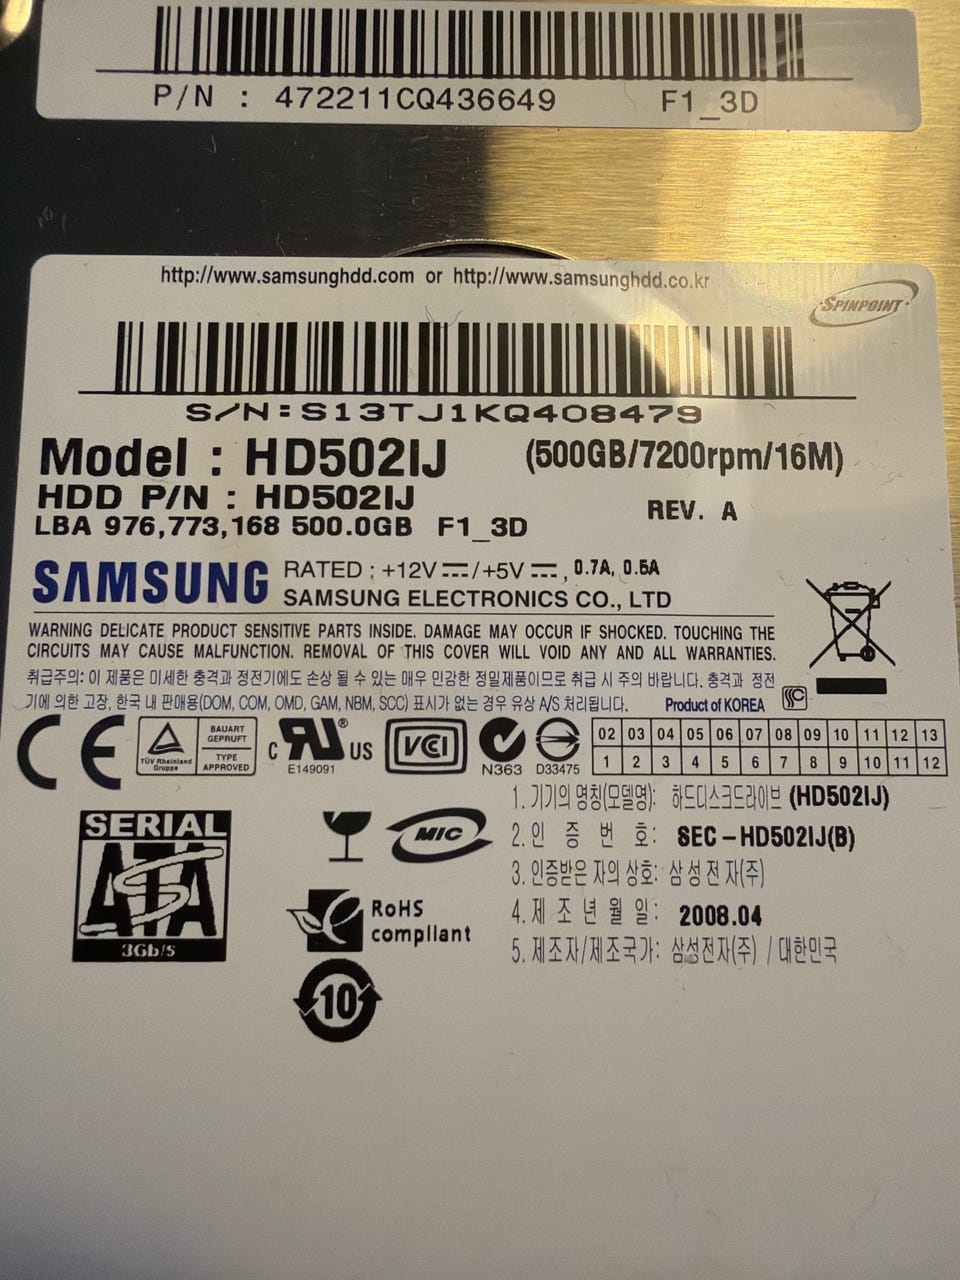 P/N : 472211CQ436649 F1_3D
http://www.samsunghdd.com or http://www.samsunghdd.co.kr
SPINPOINT
S/N:S13TJ1KQ408479
Model : HD502IJ (500GB/7200rpm/16M)
HDD P/N : HD502IJ REV. A
LBA 976,773,168 500.0GB F1_3D
SAMSUNG RATED : +12V ⎓ / +5V ⎓ , 0.7A, 0.5A
SAMSUNG ELECTRONICS CO., LTD
WARNING DELICATE PRODUCT SENSITIVE PARTS INSIDE. DAMAGE MAY OCCUR IF SHOCKED. TOUCHING THE
CIRCUITS MAY CAUSE MALFUNCTION. REMOVAL OF THIS COVER WILL VOID ANY AND ALL WARRANTIES.
취급주의: 이 제품은 미세한 충격과 정전기에도 손상 될 수 있는 매우 민감한 정밀제품이므로 취급 시 주의 바랍니다. 충격과 정전
기에 의한 고장, 한국 내 판매용(DOM, COM, OMD, GAM, NBM, SCC) 표시가 없는 경우 유상 A/S 처리됩니다. Product of KOREA
CE
TÜV Rheinland
Gruppe
BAUART
GEPRUFT
TYPE
APPROVED
C RU ® US
E149091
VCI
N363
D33475
02 03 04 05 06 07 08 09 10 11 12 13
1 2 3 4 5 6 7 8 9 10 11 12
SERIAL
ATA
3Gb/s
MIC
RoHS
compliant
10
1. 기기의 명칭(모델명): 하드디스크드라이브 (HD502IJ)
2. 인 증 번 호: SEC-HD502IJ(B)
3. 인증받은 자의 상호: 삼성전자(주)
4. 제 조 년 월 일: 2008.04
5. 제조자/제조국가: 삼성전자(주) / 대한민국